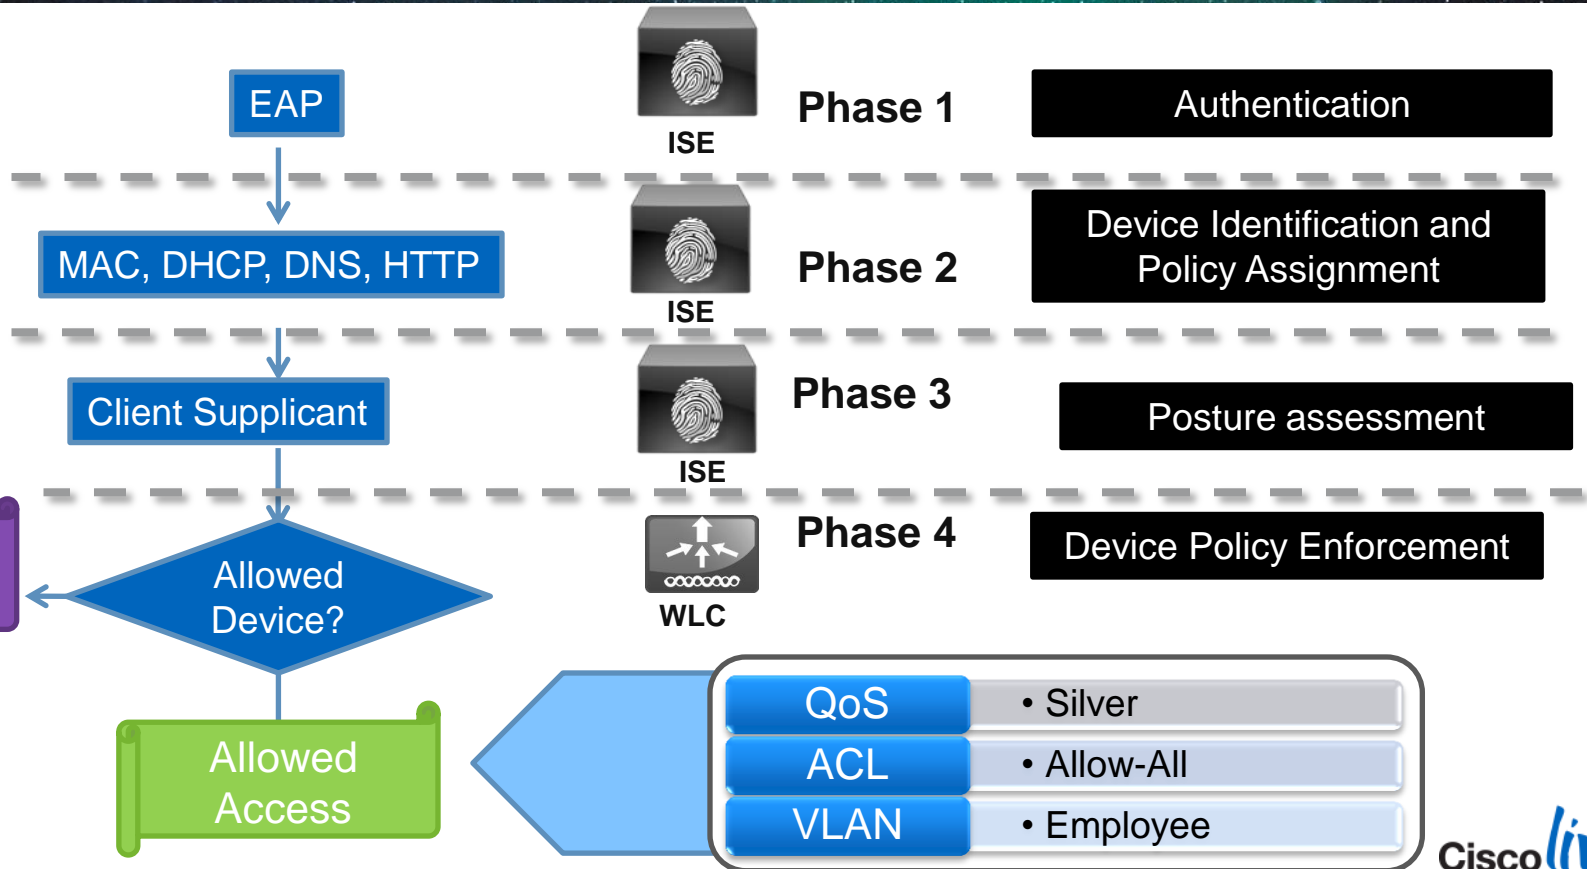 EAP
ISE
Phase 1
Authentication
MAC, DHCP, DNS, HTTP
ISE
Phase 2
Device Identification and
Policy Assignment
Client Supplicant
ISE
Phase 3
Posture assessment
Allowed
Device?
WLC
Phase 4
Device Policy Enforcement
Allowed
Access
QoS
• Silver
ACL
• Allow-All
VLAN
• Employee
Cisco